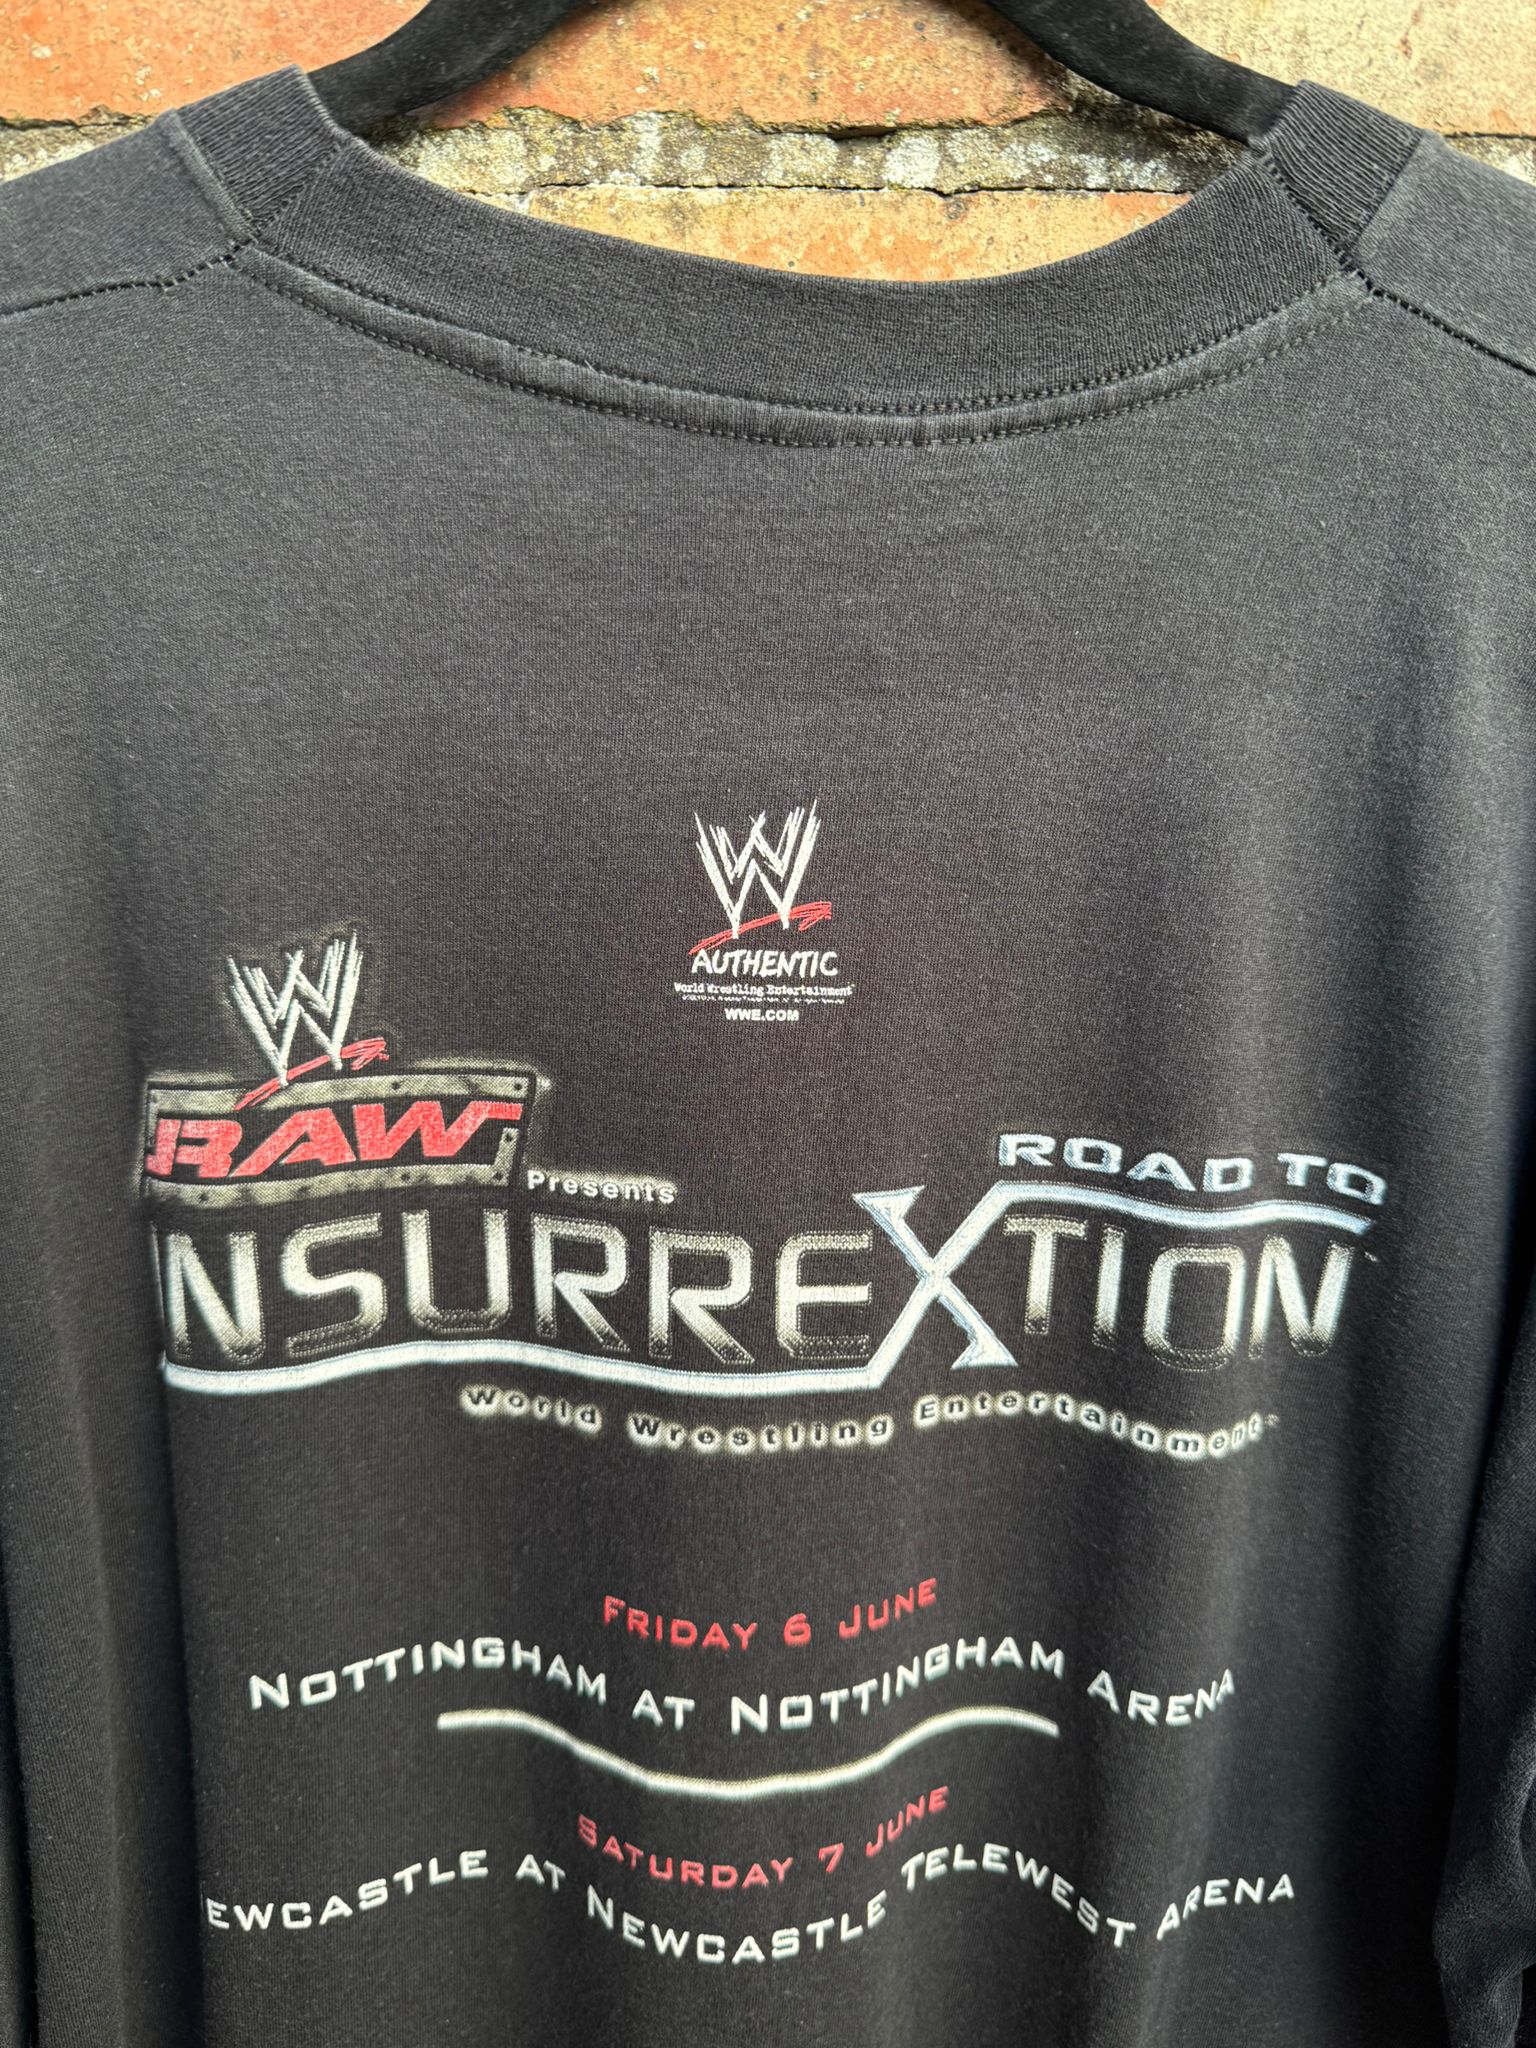 W
AUTHENTIC
World Wrestling Entertainment
WWE.COM
W
RAW
Presents
ROAD TO
INSURREXTION™
World Wrestling Entertainment
FRIDAY 6 JUNE
NOTTINGHAM AT NOTTINGHAM ARENA
SATURDAY 7 JUNE
EWCASTLE AT NEWCASTLE TELEWEST ARENA